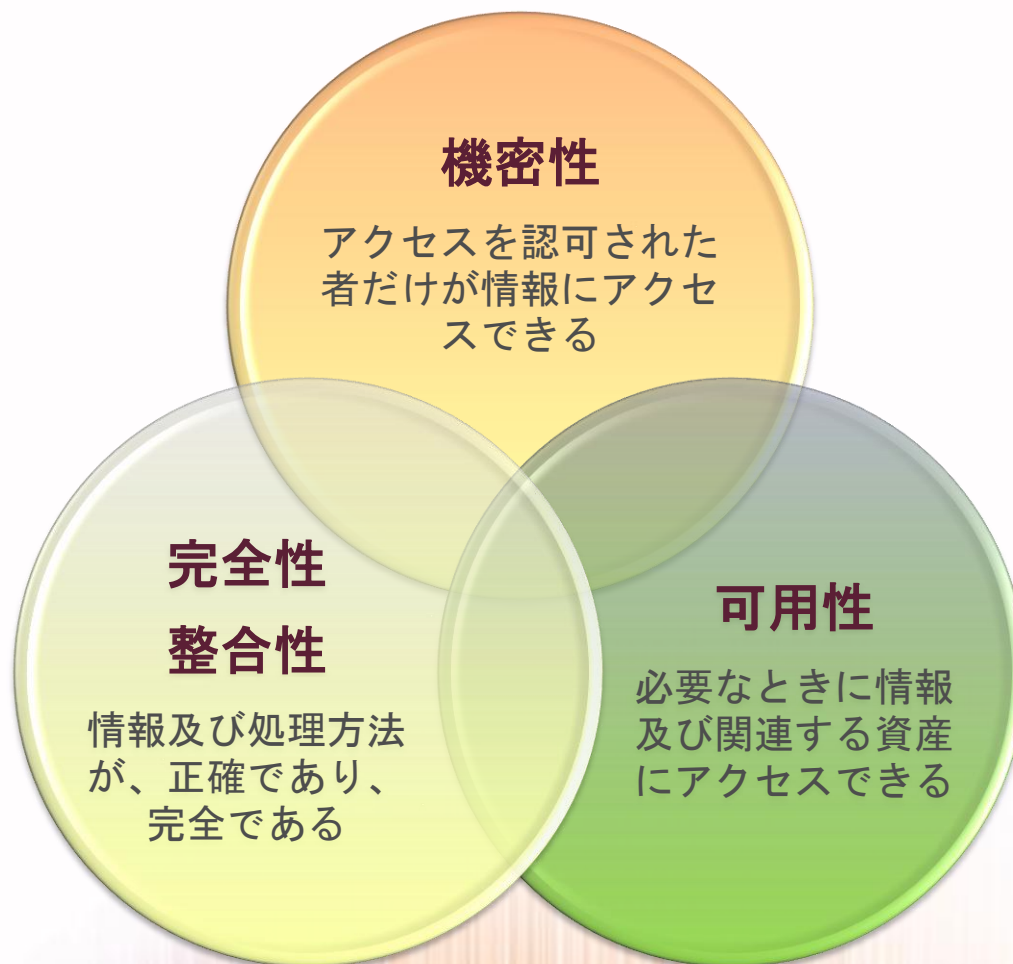 機密性
アクセスを認可された
者だけが情報にアクセ
スできる
完全性
整合性
情報及び処理方法
が、正確であり、
完全である
可用性
必要なときに情報
及び関連する資産
にアクセスできる